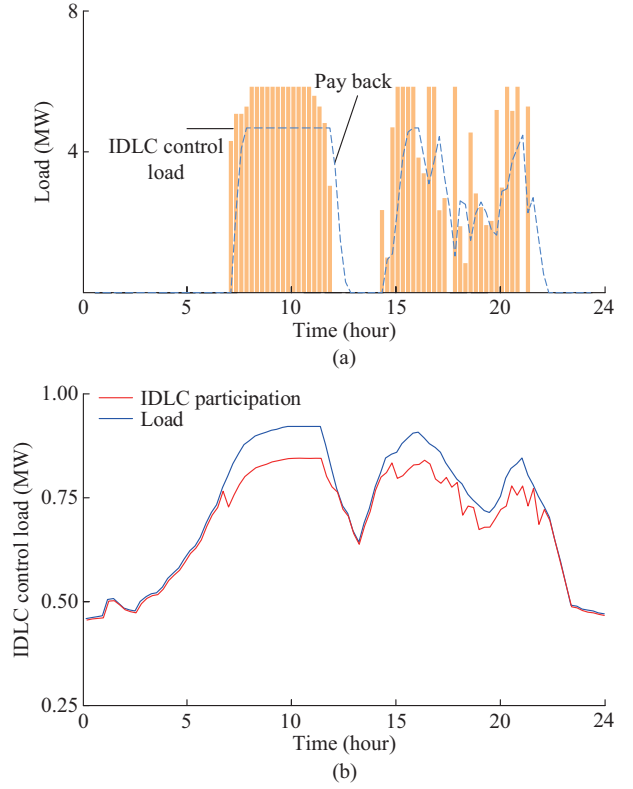 8
Pay back
Load (MW)
IDLC control
load
4
0
5
10
15
20
24
Time (hour)
(a)
1.00
IDLC participation
Load
IDLC control load (MW)
0.75
0.50
0.25
0
5
10
15
20
24
Time (hour)
(b)